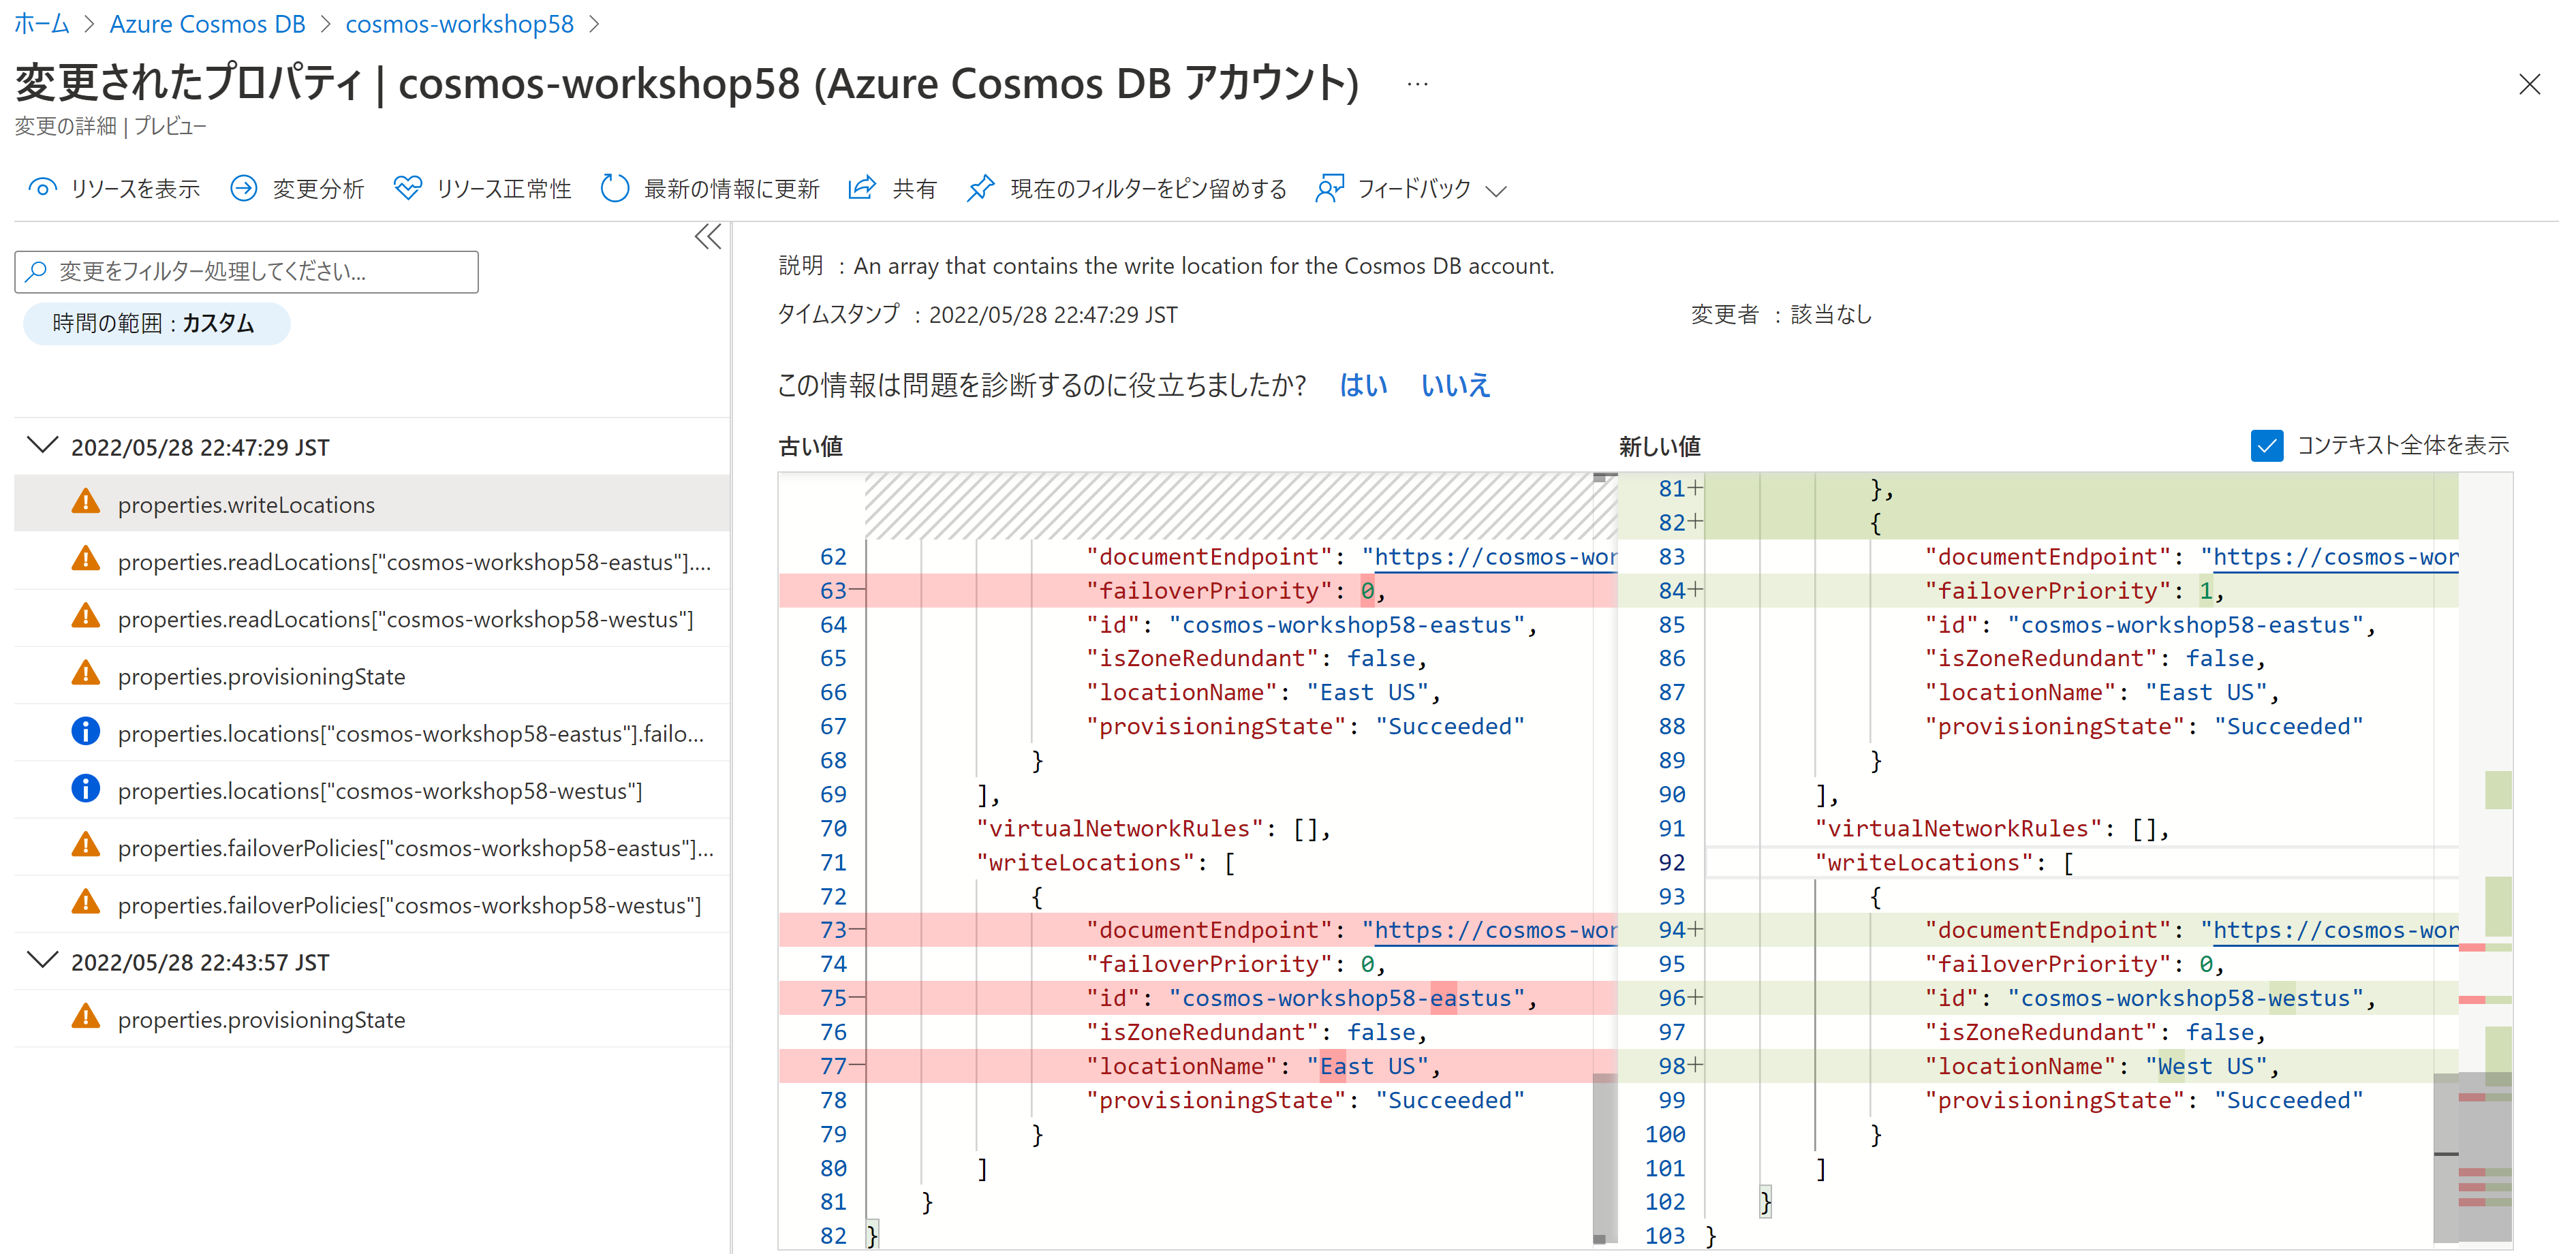 ホーム > Azure Cosmos DB > cosmos-workshop58 >
変更されたプロパティ | cosmos-workshop58 (Azure Cosmos DB アカウント) ...
変更の詳細 | プレビュー
リソースを表示 変更分析 リソース正常性 最新の情報に更新 共有 現在のフィルターをピン留めする フィードバック
変更をフィルター処理してください...
時間の範囲 : カスタム
2022/05/28 22:47:29 JST
properties.writeLocations
properties.readLocations["cosmos-workshop58-eastus"]....
properties.readLocations["cosmos-workshop58-westus"]
properties.provisioningState
properties.locations["cosmos-workshop58-eastus"].failo...
properties.locations["cosmos-workshop58-westus"]
properties.failoverPolicies["cosmos-workshop58-eastus"]...
properties.failoverPolicies["cosmos-workshop58-westus"]
2022/05/28 22:43:57 JST
properties.provisioningState
説明 : An array that contains the write location for the Cosmos DB account.
タイムスタンプ : 2022/05/28 22:47:29 JST
変更者 : 該当なし
この情報は問題を診断するのに役立ちましたか? はい いいえ
古い値
62 "documentEndpoint": "https://cosmos-wor
63− "failoverPriority": 0,
64 "id": "cosmos-workshop58-eastus",
65 "isZoneRedundant": false,
66 "locationName": "East US",
67 "provisioningState": "Succeeded"
68 }
69 ],
70 "virtualNetworkRules": [],
71 "writeLocations": [
72 {
73− "documentEndpoint": "https://cosmos-wor
74 "failoverPriority": 0,
75− "id": "cosmos-workshop58-eastus",
76 "isZoneRedundant": false,
77− "locationName": "East US",
78 "provisioningState": "Succeeded"
79 }
80 ]
81 }
82 }
新しい値
コンテキスト全体を表示
81+ },
82+ {
83 "documentEndpoint": "https://cosmos-wor
84+ "failoverPriority": 1,
85 "id": "cosmos-workshop58-eastus",
86 "isZoneRedundant": false,
87 "locationName": "East US",
88 "provisioningState": "Succeeded"
89 }
90 ],
91 "virtualNetworkRules": [],
92 "writeLocations": [
93 {
94+ "documentEndpoint": "https://cosmos-wor
95 "failoverPriority": 0,
96+ "id": "cosmos-workshop58-westus",
97 "isZoneRedundant": false,
98+ "locationName": "West US",
99 "provisioningState": "Succeeded"
100 }
101 ]
102 }
103 }